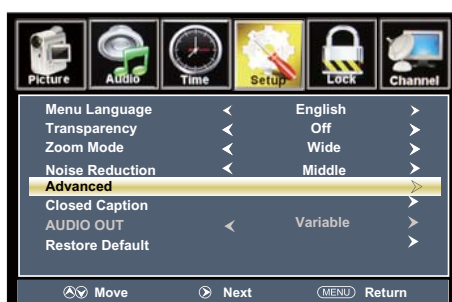 Picture Audio Time Setup Lock Channel
Menu Language English
Transparency Off
Zoom Mode Wide
Noise Reduction Middle
Advanced
Closed Caption
AUDIO OUT Variable
Restore Default
Move Next MENU Return